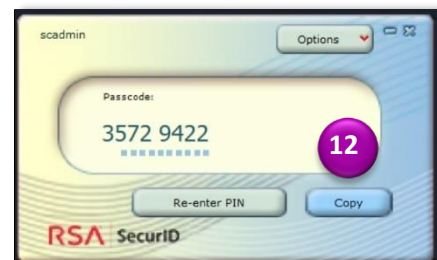 scadmin
Options
Passcode:
3572 9422
12
Re-enter PIN
Copy
RSA SecurID